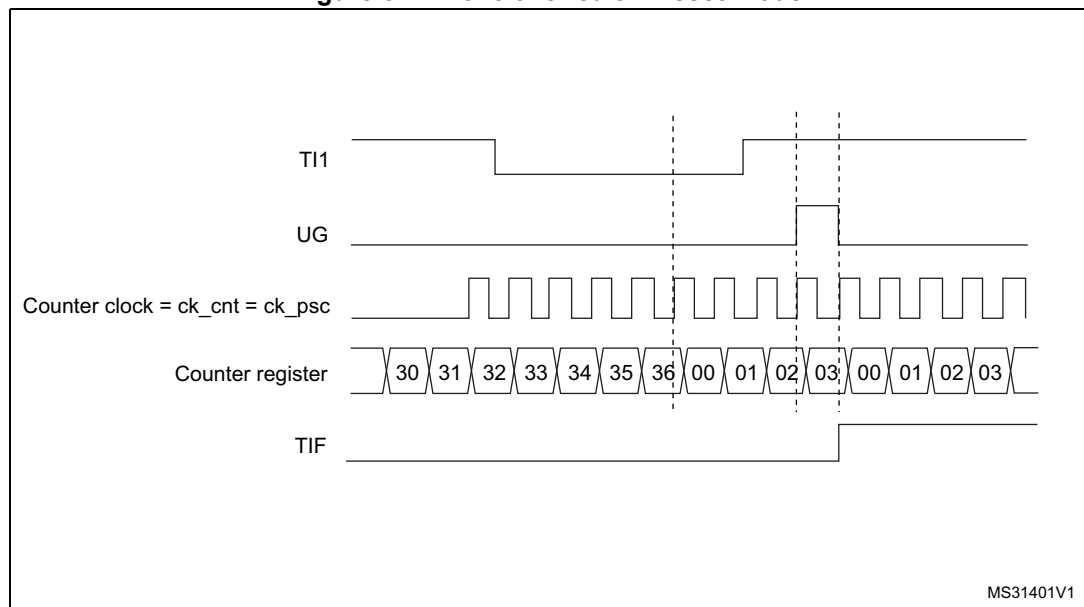 TI1
UG
Counter clock = ck_cnt = ck_psc
Counter register 30 31 32 33 34 35 36 00 01 02 03 00 01 02 03
TIF
MS31401V1